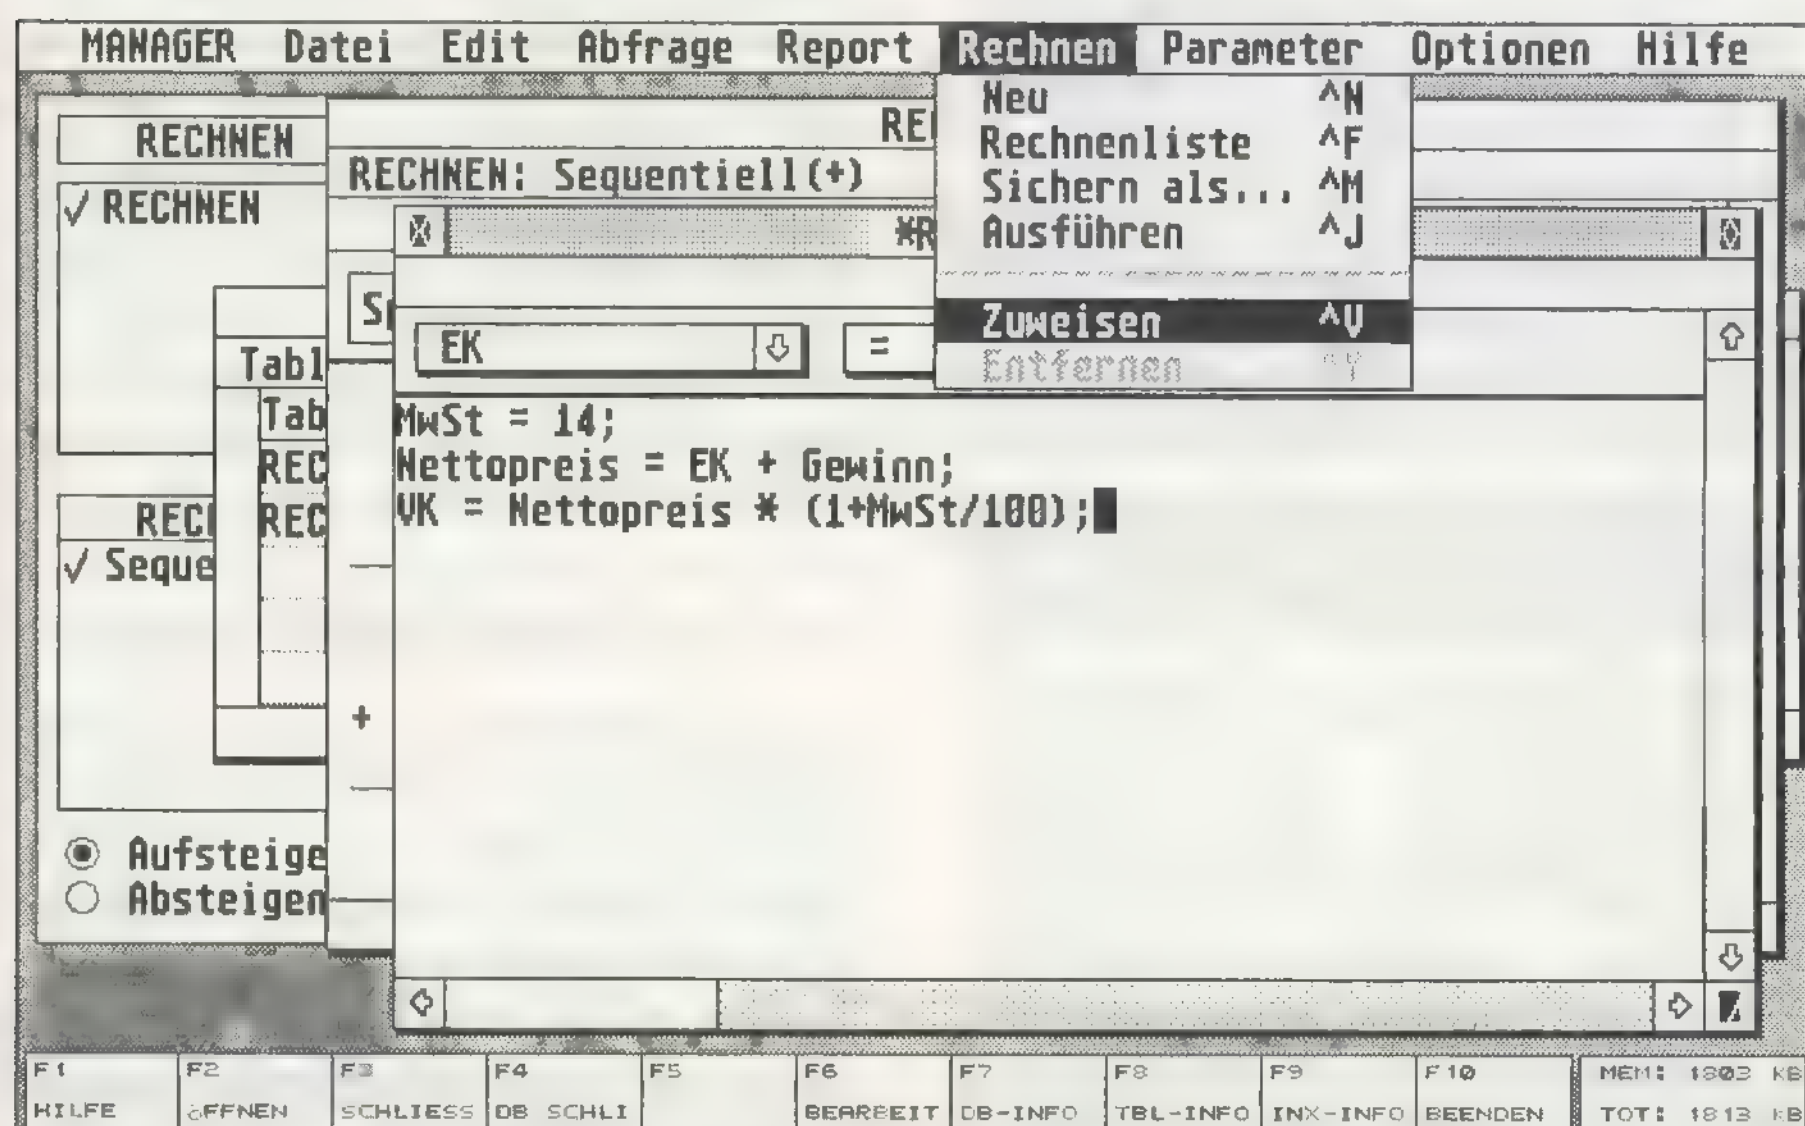 MANAGER Datei Edit Abfrage Report Rechnen Parameter Optionen Hilfe
Neu ^N
Rechnenliste ^F
Sichern als... ^M
Ausführen ^J
Zuweisen ^V
Entfernen ^Y
RECHNEN
✓ RECHNEN
RE
RECHNEN: Sequentiell(+)
*R
S
EK
=
Tabl
Tab
REC
REC
MwSt = 14;
Nettopreis = EK + Gewinn;
VK = Nettopreis * (1+MwSt/100);
REC
✓ Seque
+
Aufsteige
Absteigen
F1 F2 F3 F4 F5 F6 F7 F8 F9 F10 MEM: 1803 KB
HILFE ÖFFNEN SCHLIESS DB SCHLI BEARBEIT DB-INFO TBL-INFO INX-INFO BEENDEN TOT: 1813 KB